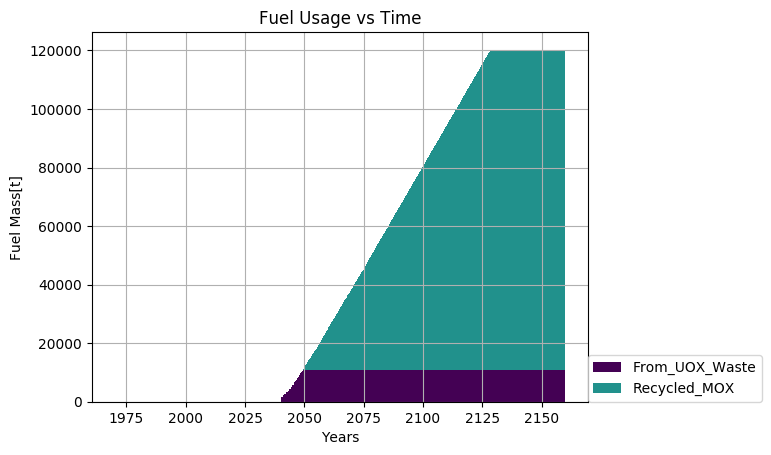 Fuel Usage vs Time
120000
100000
80000
60000
40000
20000
0
Fuel Mass[t]
1975 2000 2025 2050 2075 2100 2125 2150
Years
From_UOX_Waste
Recycled_MOX